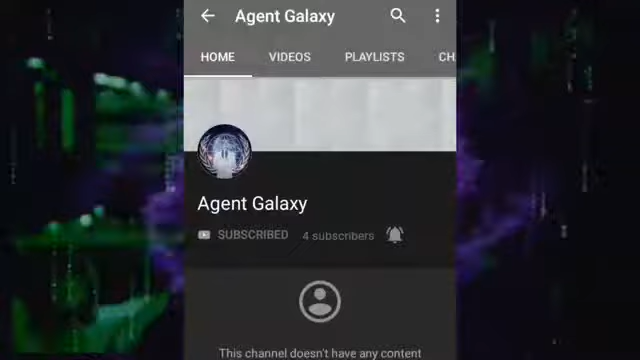 Agent Galaxy
HOME VIDEOS PLAYLISTS CH
Agent Galaxy
SUBSCRIBED 4 subscribers
This channel doesn't have any content